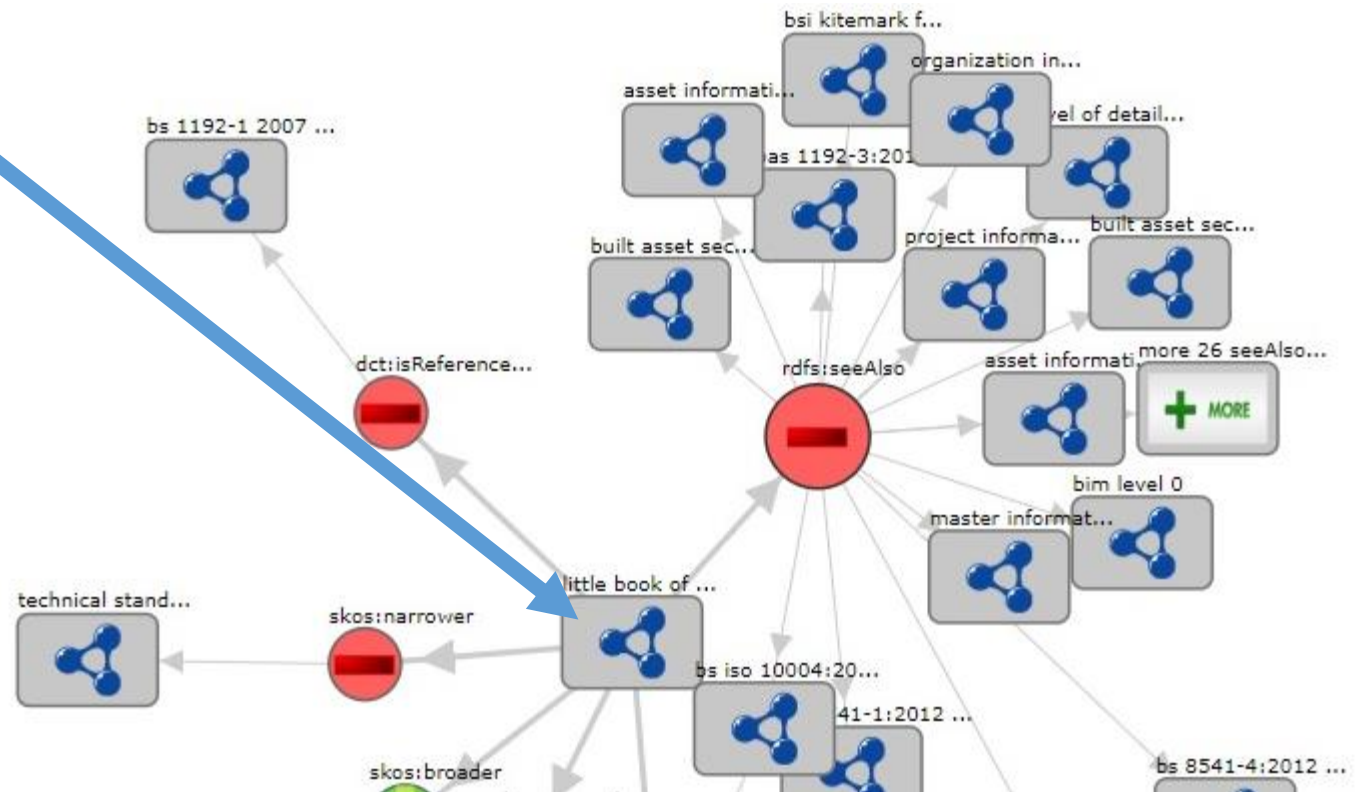 bsi kitemark f...
organization in...
asset informati...
vel of detail...
bs 1192-1 2007 ...
as 1192-3:201
built asset sec...
project informa...
built asset sec...
more 26 seeAlso...
asset informati
dct:isReference...
rdfs:seeAlso
MORE
bim level 0
master informat...
little book of ...
technical stand...
skos:narrower
bs iso 10004:20...
41-1:2012 ...
skos:broader
bs 8541-4:2012 ...